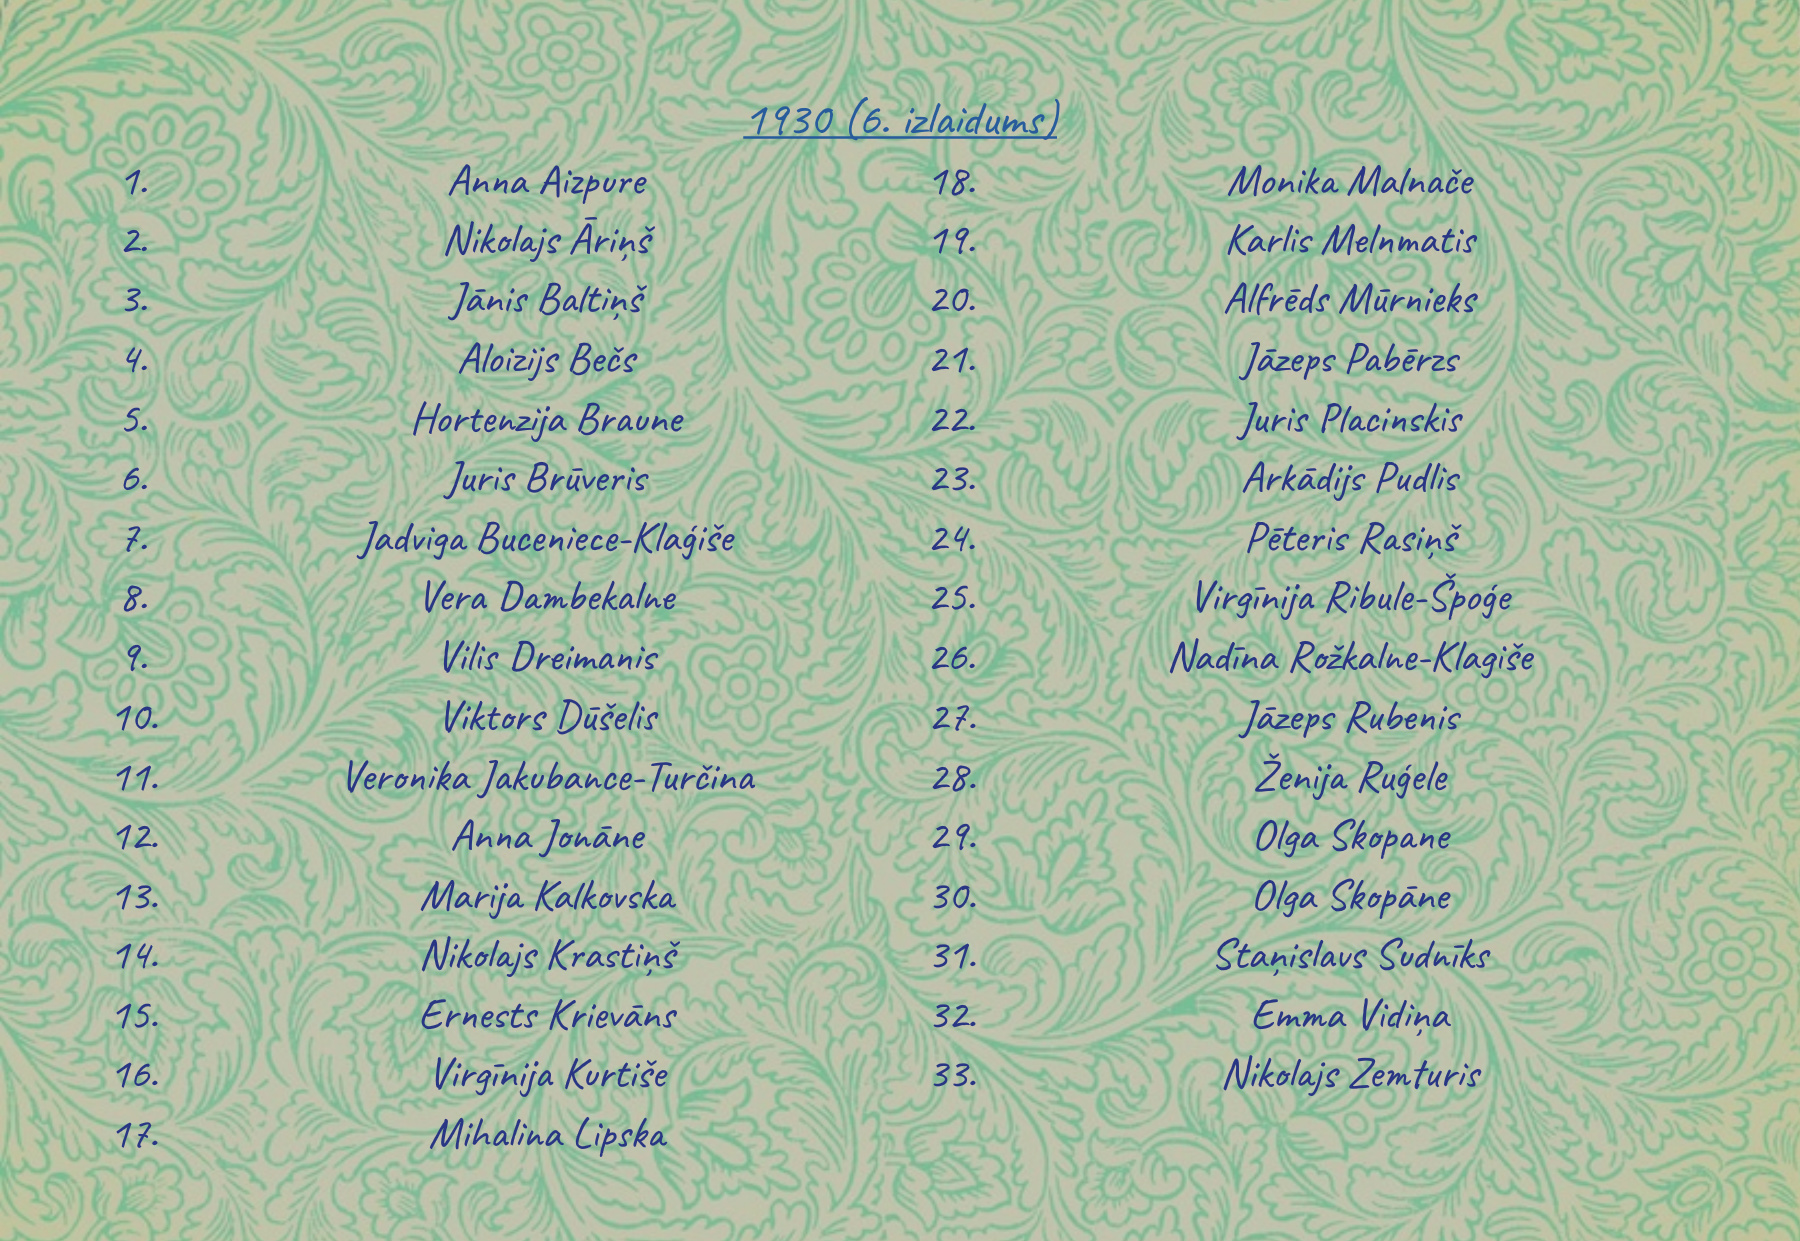 1930 (6. izlaidums)
1. Anna Aizpure
2. Nikolajs Āriņš
3. Jānis Baltiņš
4. Aloizijs Bečs
5. Hortenzija Braune
6. Juris Brūveris
7. Jadviga Buceniece-Klaģiše
8. Vera Dambekalne
9. Vilis Dreimanis
10. Viktors Dūšelis
11. Veronika Jakubance-Turčina
12. Anna Jonāne
13. Marija Kalkovska
14. Nikolajs Krastiņš
15. Ernests Krievāns
16. Virgīnija Kurtiše
17. Mihalina Lipska
18. Monika Malnače
19. Karlis Melnmatis
20. Alfrēds Mūrnieks
21. Jāzeps Pabērzs
22. Juris Placinskis
23. Arkādijs Pudlis
24. Pēteris Rasiņš
25. Virgīnija Ribule-Špoģe
26. Nadīna Rožkalne-Klagiše
27. Jāzeps Rubenis
28. Ženija Ruģele
29. Olga Skopane
30. Olga Skopāne
31. Staņislavs Sudnīks
32. Emma Vidiņa
33. Nikolajs Zemturis